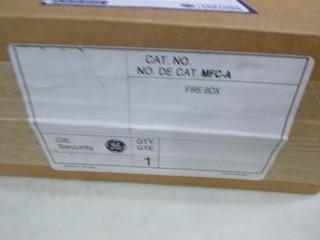 CAT. NO.
NO. DE CAT. MFC-A
FIRE BOX
G.E.
Security
GE
QTY
QTE.
1